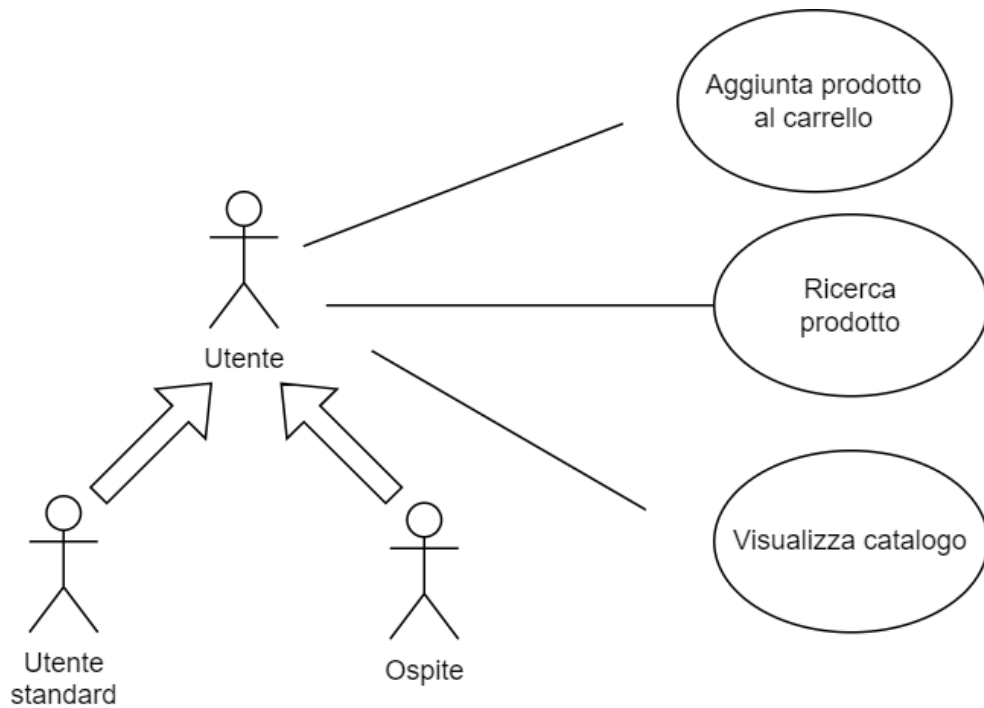 Aggiunta prodotto
al carrello
Ricerca
prodotto
Utente
Visualizza catalogo
Utente
standard
Ospite